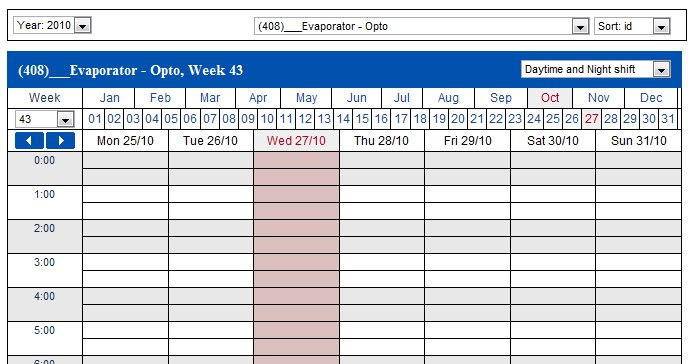 Year: 2010 (408)___Evaporator - Opto Sort: id
(408)___Evaporator - Opto, Week 43 Daytime and Night shift
Week Jan Feb Mar Apr May Jun Jul Aug Sep Oct Nov Dec
43 01 02 03 04 05 06 07 08 09 10 11 12 13 14 15 16 17 18 19 20 21 22 23 24 25 26 27 28 29 30 31
Mon 25/10 Tue 26/10 Wed 27/10 Thu 28/10 Fri 29/10 Sat 30/10 Sun 31/10
0:00
1:00
2:00
3:00
4:00
5:00
6:00